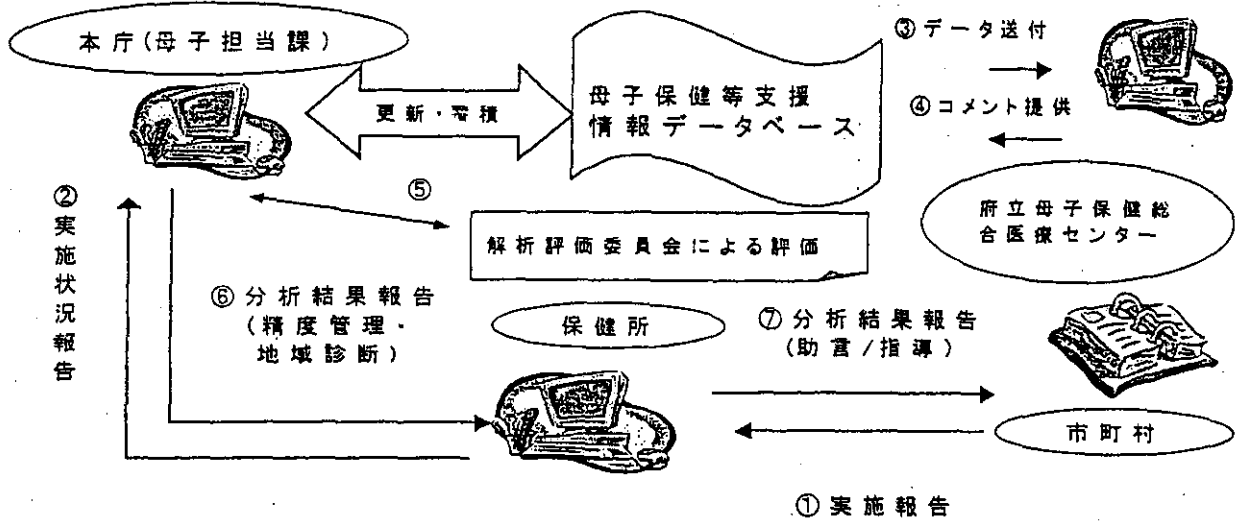 本庁(母子担当課)
更新・蓄積
母子保健等支援
情報データベース
③データ送付
④コメント提供
府立母子保健総
合医療センター
②実施状況報告
⑤
解析評価委員会による評価
⑥分析結果報告
(精度管理・
地域診断)
保健所
⑦分析結果報告
(助言/指導)
市町村
①実施報告